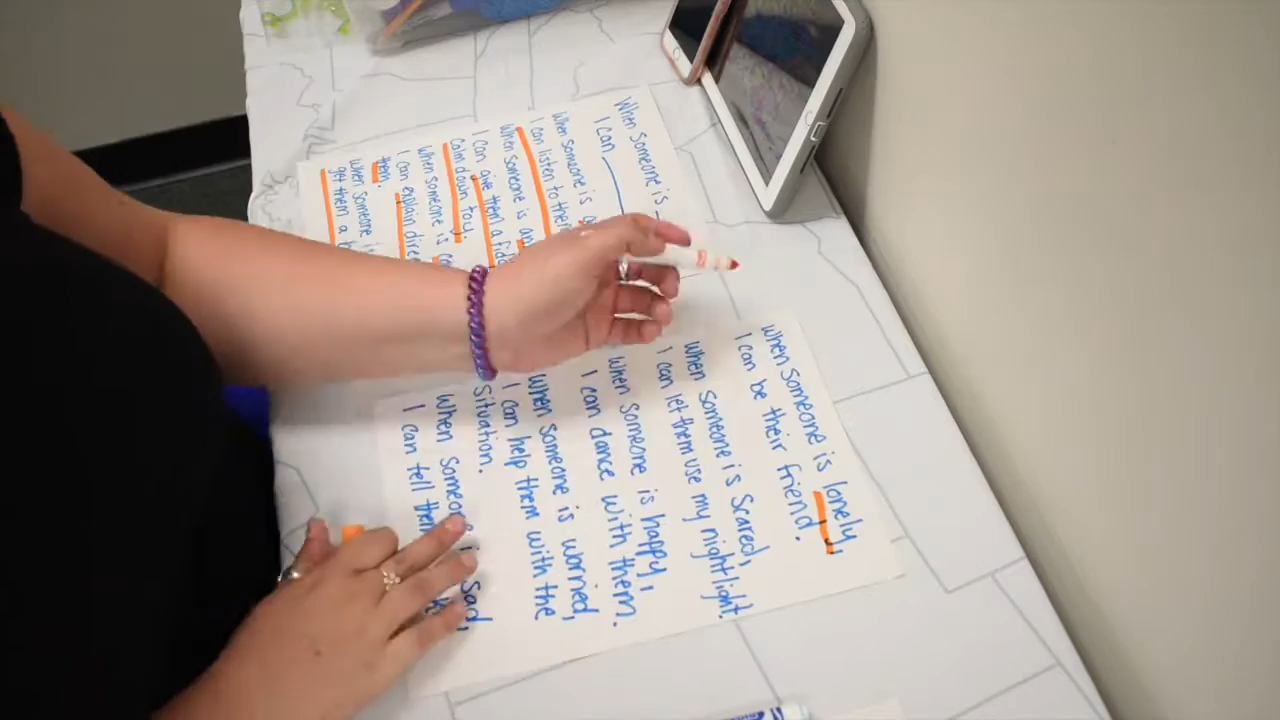 When someone is
I can
When someone is
I can listen to
When someone is
I can give them a
calm down toy.
When someone is
I can explain
them.
When someone
get them a
When someone is lonely,
I can be their friend.
When someone is scared,
I can let them use my nightlight.
When someone is happy,
I can dance with them.
When someone is worried,
I can help them with the
situation.
When someone is sad,
I can tell them